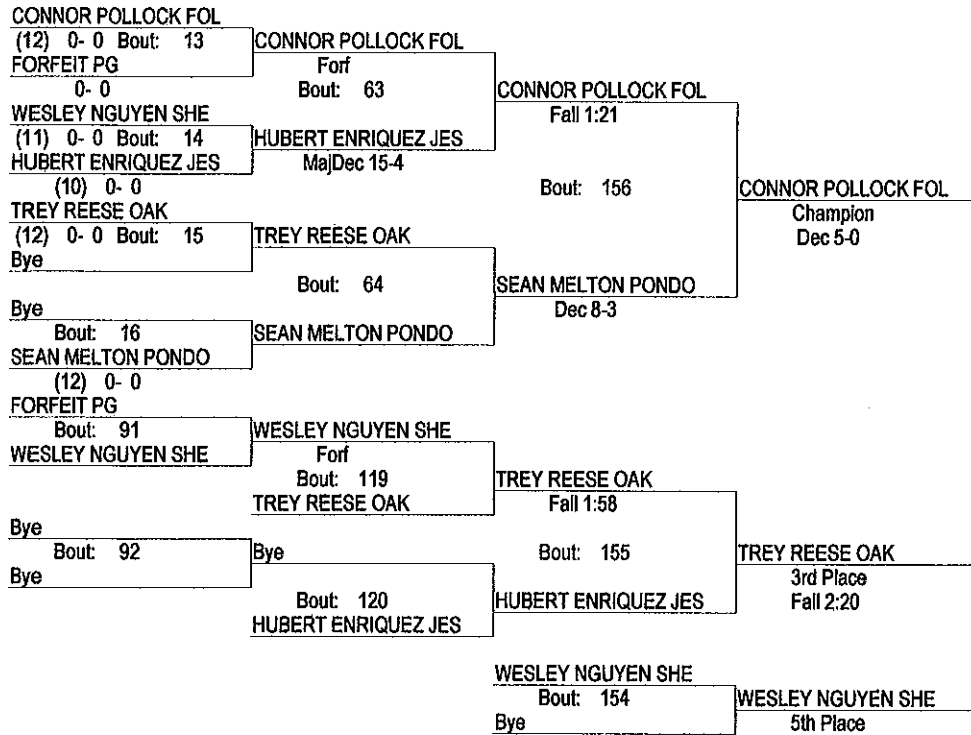 CONNOR POLLOCK FOL
(12) 0- 0 Bout: 13
FORFEIT PG
0- 0
WESLEY NGUYEN SHE
(11) 0- 0 Bout: 14
HUBERT ENRIQUEZ JES
(10) 0- 0
TREY REESE OAK
(12) 0- 0 Bout: 15
Bye
Bye
Bout: 16
SEAN MELTON PONDO
(12) 0- 0
CONNOR POLLOCK FOL
Forf
Bout: 63
HUBERT ENRIQUEZ JES
MajDec 15-4
TREY REESE OAK
Bout: 64
SEAN MELTON PONDO
CONNOR POLLOCK FOL
Fall 1:21
Bout: 156
SEAN MELTON PONDO
Dec 8-3
CONNOR POLLOCK FOL
Champion
Dec 5-0
FORFEIT PG
Bout: 91
WESLEY NGUYEN SHE
Bye
Bout: 92
Bye
WESLEY NGUYEN SHE
Forf
Bout: 119
TREY REESE OAK
Bye
Bout: 120
HUBERT ENRIQUEZ JES
TREY REESE OAK
Fall 1:58
Bout: 155
HUBERT ENRIQUEZ JES
TREY REESE OAK
3rd Place
Fall 2:20
WESLEY NGUYEN SHE
Bout: 154
Bye
WESLEY NGUYEN SHE
5th Place